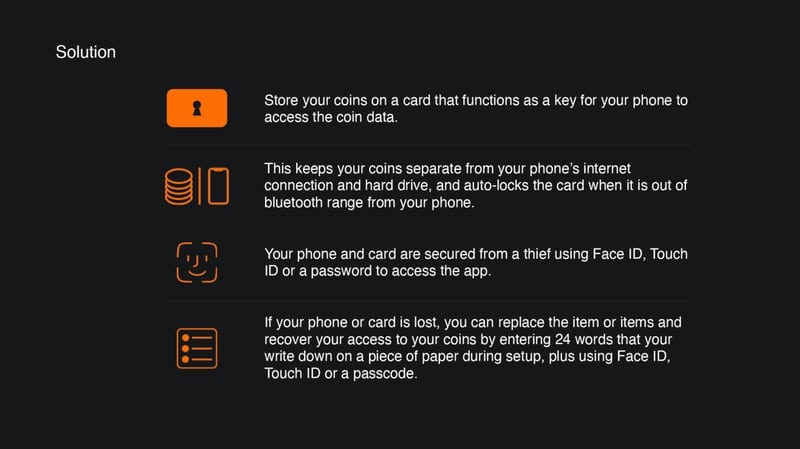 Solution
Store your coins on a card that functions as a key for your phone to
access the coin data.
This keeps your coins separate from your phone’s internet
connection and hard drive, and auto-locks the card when it is out of
bluetooth range from your phone.
Your phone and card are secured from a thief using Face ID, Touch
ID or a password to access the app.
If your phone or card is lost, you can replace the item or items and
recover your access to your coins by entering 24 words that your
write down on a piece of paper during setup, plus using Face ID,
Touch ID or a passcode.